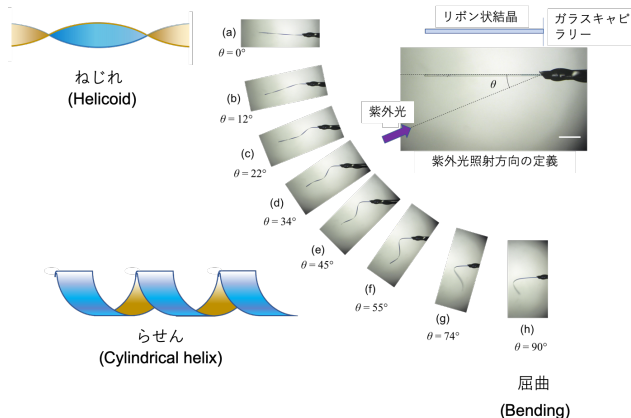 ねじれ
(Helicoid)
(a)
θ = 0°
(b)
θ = 12°
(c)
θ = 22°
(d)
θ = 34°
(e)
θ = 45°
(f)
θ = 55°
(g)
θ = 74°
(h)
θ = 90°
リボン状結晶
ガラスキャピ
ラリー
θ
紫外光
紫外光照射方向の定義
らせん
(Cylindrical helix)
屈曲
(Bending)